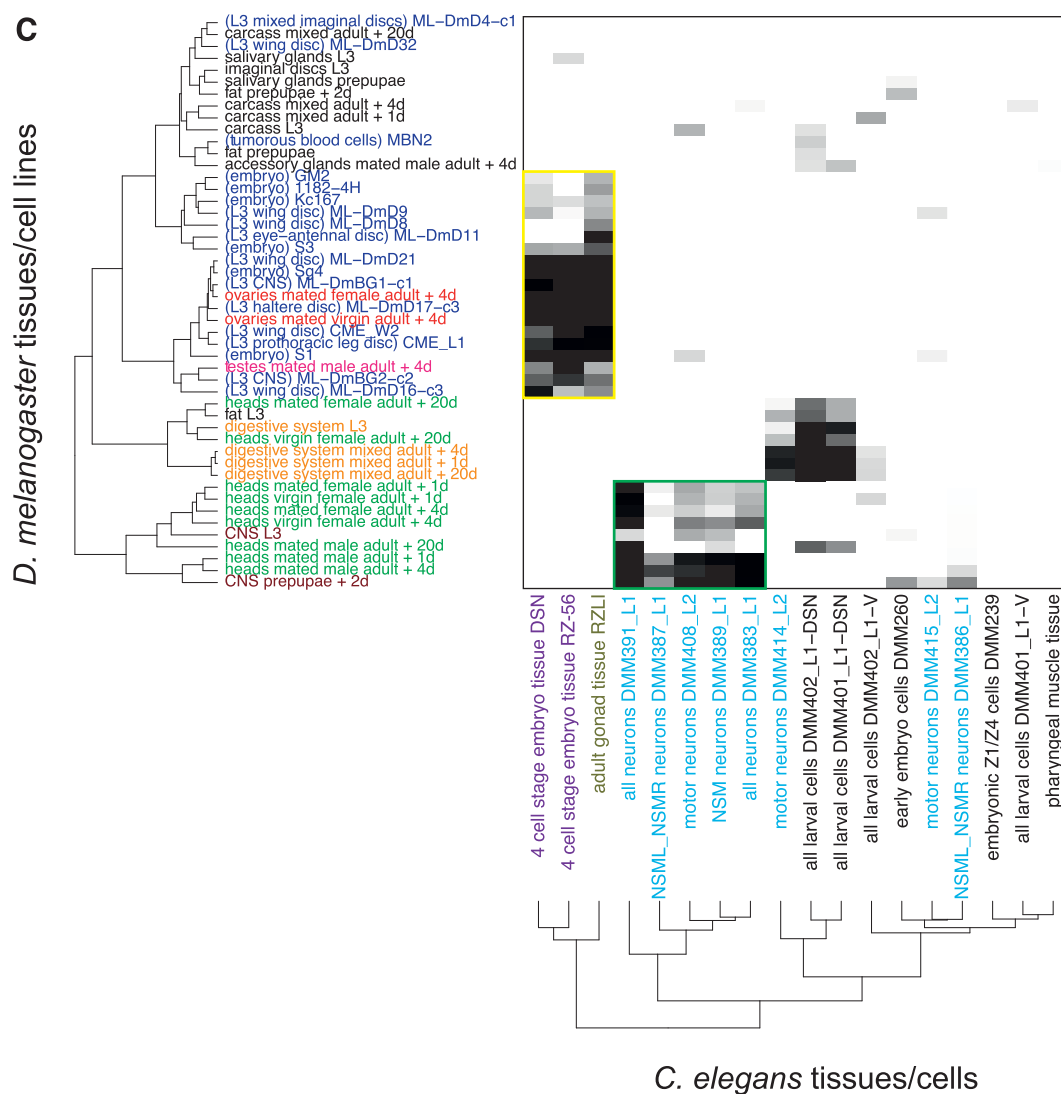 C
D. melanogaster tissues/cell lines
(L3 mixed imaginal discs) ML-DmD4-c1
carcass mixed adult + 20d
(L3 wing disc) ML-DmD32
salivary glands L3
imaginal discs L3
salivary glands prepupae
fat prepupae + 2d
carcass mixed adult + 4d
carcass mixed adult + 1d
carcass L3
(tumorous blood cells) MBN2
fat prepupae
accessory glands mated male adult + 4d
(embryo) GM2
(embryo) 1182-4H
(embryo) Kc167
(L3 wing disc) ML-DmD9
(L3 wing disc) ML-DmD8
(L3 eye-antennal disc) ML-DmD11
(embryo) S3
(L3 wing disc) ML-DmD21
(embryo) Sg4
(L3 CNS) ML-DmBG1-c1
ovaries mated female adult + 4d
(L3 haltere disc) ML-DmD17-c3
ovaries mated virgin adult + 4d
(L3 wing disc) CME_W2
(L3 prothoracic leg disc) CME_L1
(embryo) S1
testes mated male adult + 4d
(L3 CNS) ML-DmBG2-c2
(L3 wing disc) ML-DmD16-c3
heads mated female adult + 20d
fat L3
digestive system L3
heads virgin female adult + 20d
digestive system mixed adult + 4d
digestive system mixed adult + 1d
digestive system mixed adult + 20d
heads mated female adult + 1d
heads virgin female adult + 1d
heads mated female adult + 4d
heads virgin female adult + 4d
CNS L3
heads mated male adult + 20d
heads mated male adult + 1d
heads mated male adult + 4d
CNS prepupae + 2d
4 cell stage embryo tissue DSN
4 cell stage embryo tissue RZ-56
adult gonad tissue RZLI
all neurons DMM391_L1
NSML_NSMR neurons DMM387_L1
motor neurons DMM408_L2
NSM neurons DMM389_L1
all neurons DMM383_L1
motor neurons DMM414_L2
all larval cells DMM402_L1-DSN
all larval cells DMM401_L1-DSN
all larval cells DMM402_L1-V
early embryo cells DMM260
motor neurons DMM415_L2
NSML_NSMR neurons DMM386_L1
embryonic Z1/Z4 cells DMM239
all larval cells DMM401_L1-V
pharyngeal muscle tissue
C. elegans tissues/cells